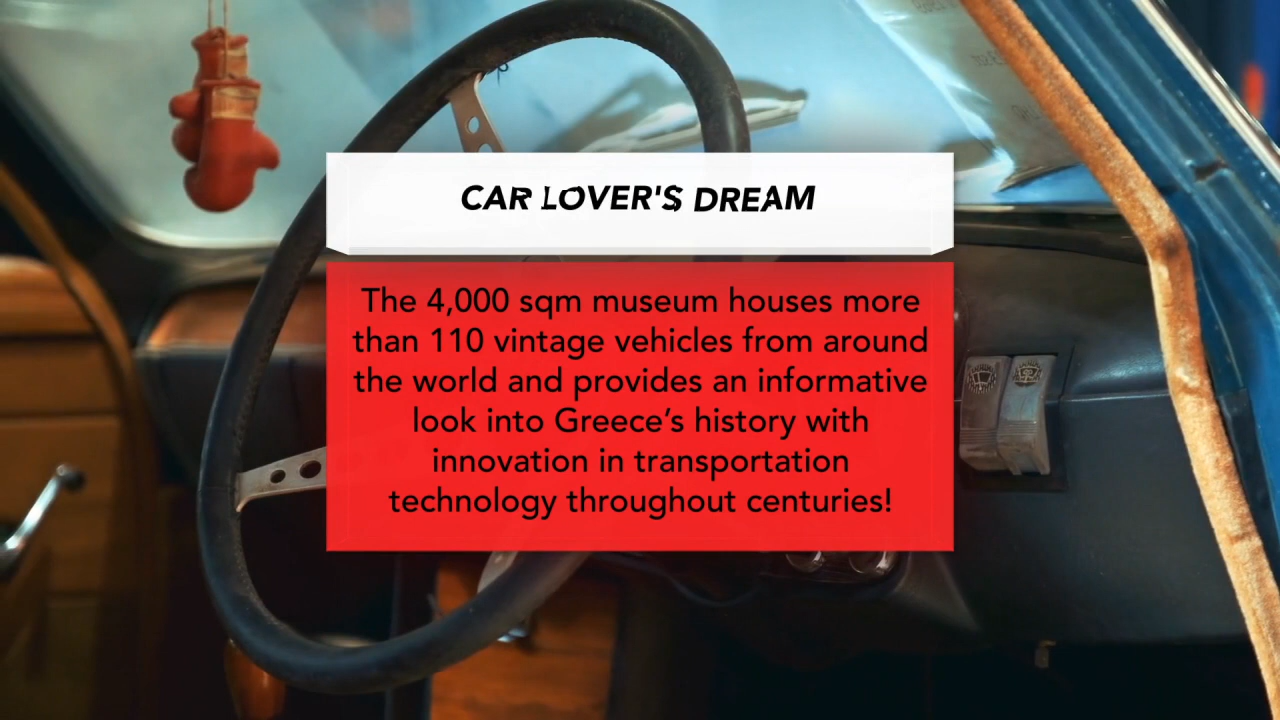 CAR LOVER'S DREAM
The 4,000 sqm museum houses more
than 110 vintage vehicles from around
the world and provides an informative
look into Greece’s history with
innovation in transportation
technology throughout centuries!